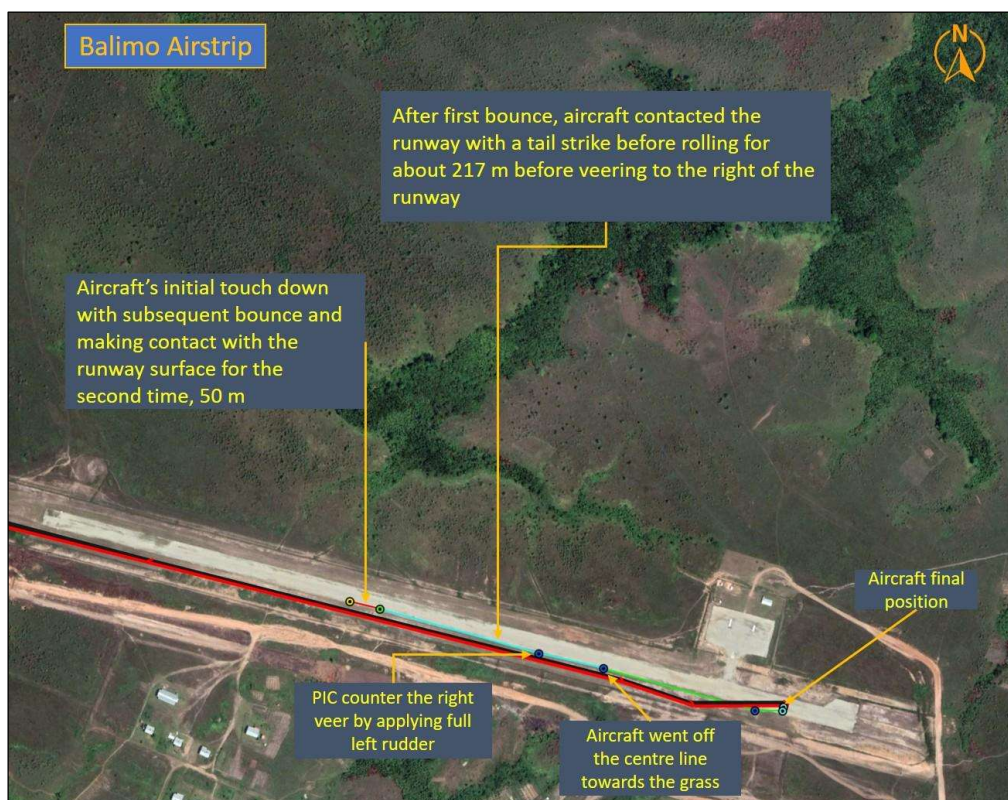 Balimo Airstrip
N
After first bounce, aircraft contacted the
runway with a tail strike before rolling for
about 217 m before veering to the right of the
runway
Aircraft’s initial touch down
with subsequent bounce and
making contact with the
runway surface for the
second time, 50 m
Aircraft final
position
PIC counter the right
veer by applying full
left rudder
Aircraft went off
the centre line
towards the grass